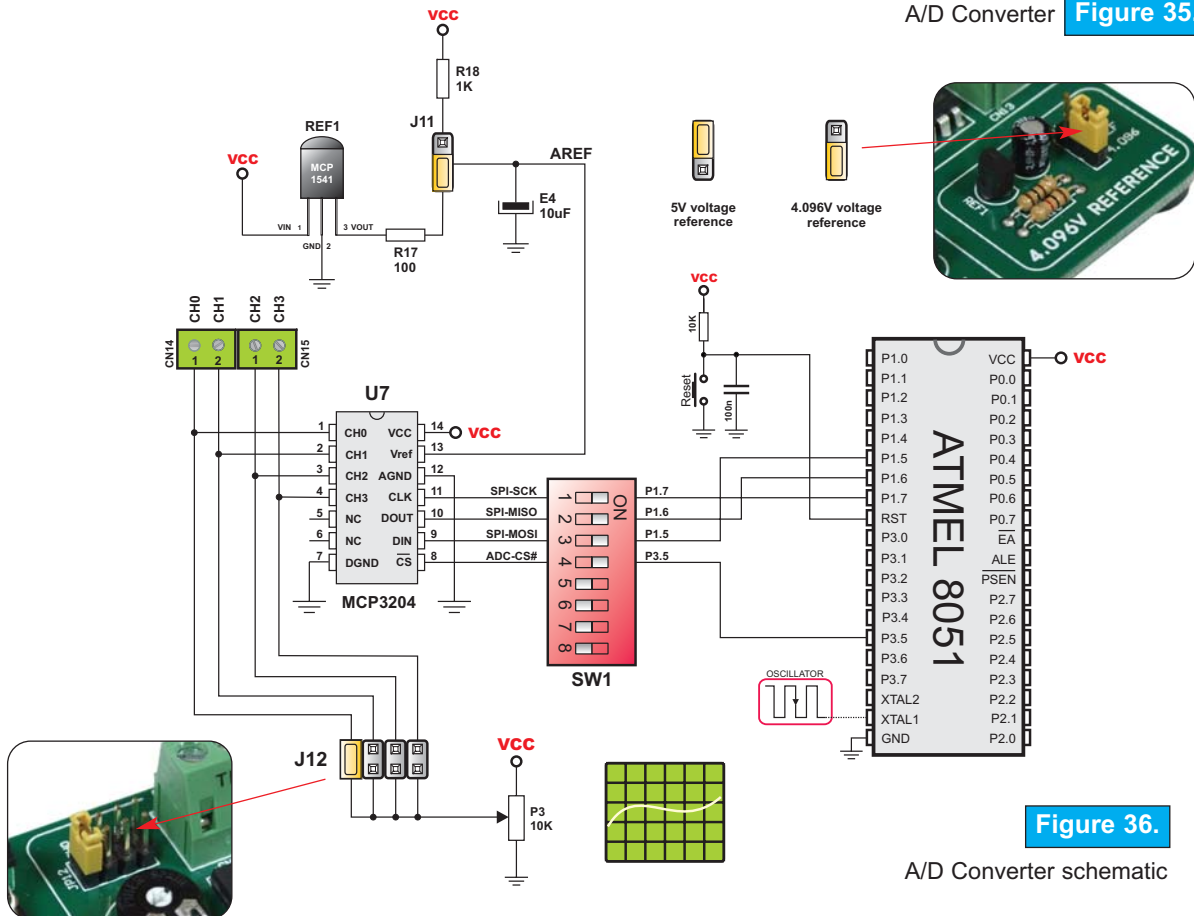 A/D Converter Figure 35.
VCC
R18
1K
J11
REF1
VCC
MCP
1541
AREF
E4
10uF
VIN 1
GND 2
3 VOUT
R17
100
5V voltage
reference
4.096V voltage
reference
CN13
REF1
4.096
4.096V REFERENCE
CH0
CH1
CH2
CH3
CN14
1 2
1 2
CN15
U7
1 CH0 VCC 14 VCC
2 CH1 Vref 13
3 CH2 AGND 12
4 CH3 CLK 11
5 NC DOUT 10
6 NC DIN 9
7 DGND CS 8
MCP3204
SPI-SCK
SPI-MISO
SPI-MOSI
ADC-CS#
ON
1
2
3
4
5
6
7
8
SW1
P1.7
P1.6
P1.5
P3.5
VCC
10K
Reset
100n
ATMEL 8051
P1.0 VCC VCC
P1.1 P0.0
P1.2 P0.1
P1.3 P0.2
P1.4 P0.3
P1.5 P0.4
P1.6 P0.5
P1.7 P0.6
RST P0.7
P3.0 EA
P3.1 ALE
P3.2 PSEN
P3.3 P2.7
P3.4 P2.6
P3.5 P2.5
P3.6 P2.4
P3.7 P2.3
XTAL2 P2.2
XTAL1 P2.1
GND P2.0
OSCILLATOR
J12
VCC
P3
10K
JP12
Figure 36.
A/D Converter schematic